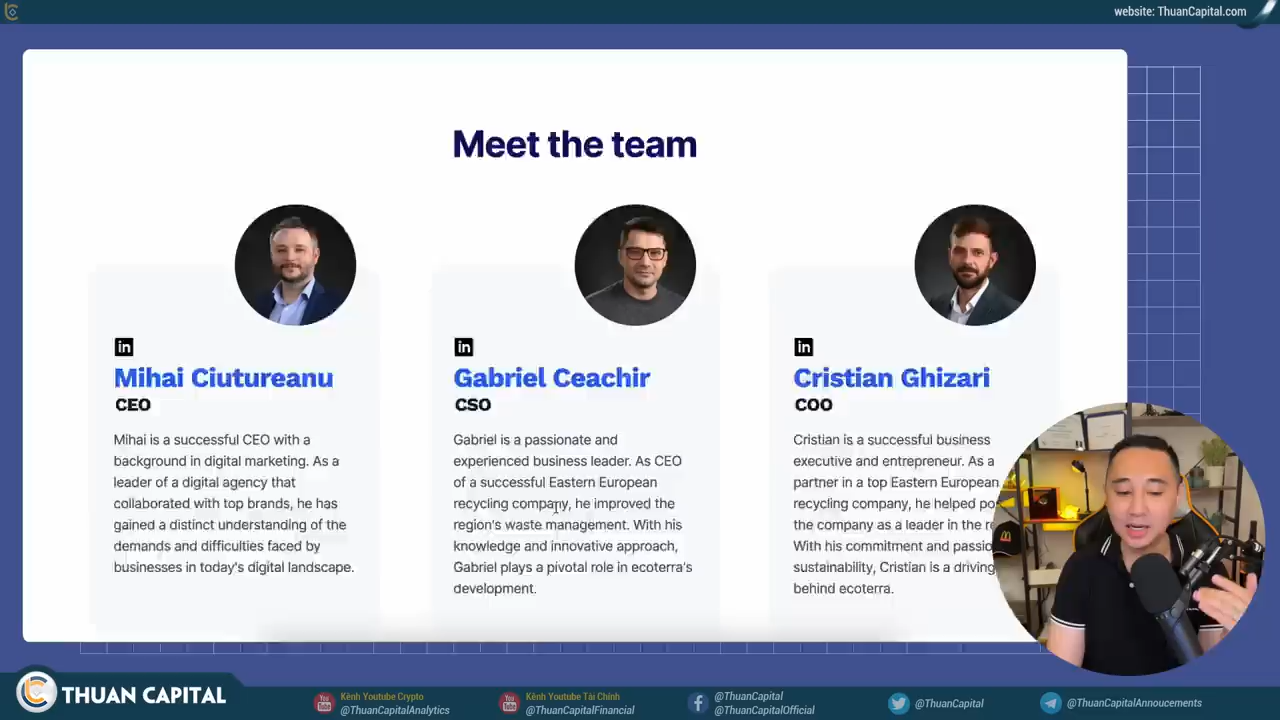 website: ThuanCapital.com
Meet the team
in
Mihai Ciutureanu
CEO
Mihai is a successful CEO with a
background in digital marketing. As a
leader of a digital agency that
collaborated with top brands, he has
gained a distinct understanding of the
demands and difficulties faced by
businesses in today's digital landscape.
in
Gabriel Ceachir
CSO
Gabriel is a passionate and
experienced business leader. As CEO
of a successful Eastern European
recycling company, he improved the
region's waste management. With his
knowledge and innovative approach,
Gabriel plays a pivotal role in ecoterra's
development.
in
Cristian Ghizari
COO
Cristian is a successful business
executive and entrepreneur. As a
partner in a top Eastern European
recycling company, he helped po
the company as a leader in the re
With his commitment and passio
sustainability, Cristian is a driving
behind ecoterra.
THUAN CAPITAL
Kênh Youtube Crypto
@ThuanCapitalAnalytics
Kênh Youtube Tài Chính
@ThuanCapitalFinancial
@ThuanCapital
@ThuanCapitalOfficial
@ThuanCapital
@ThuanCapitalAnnoucements